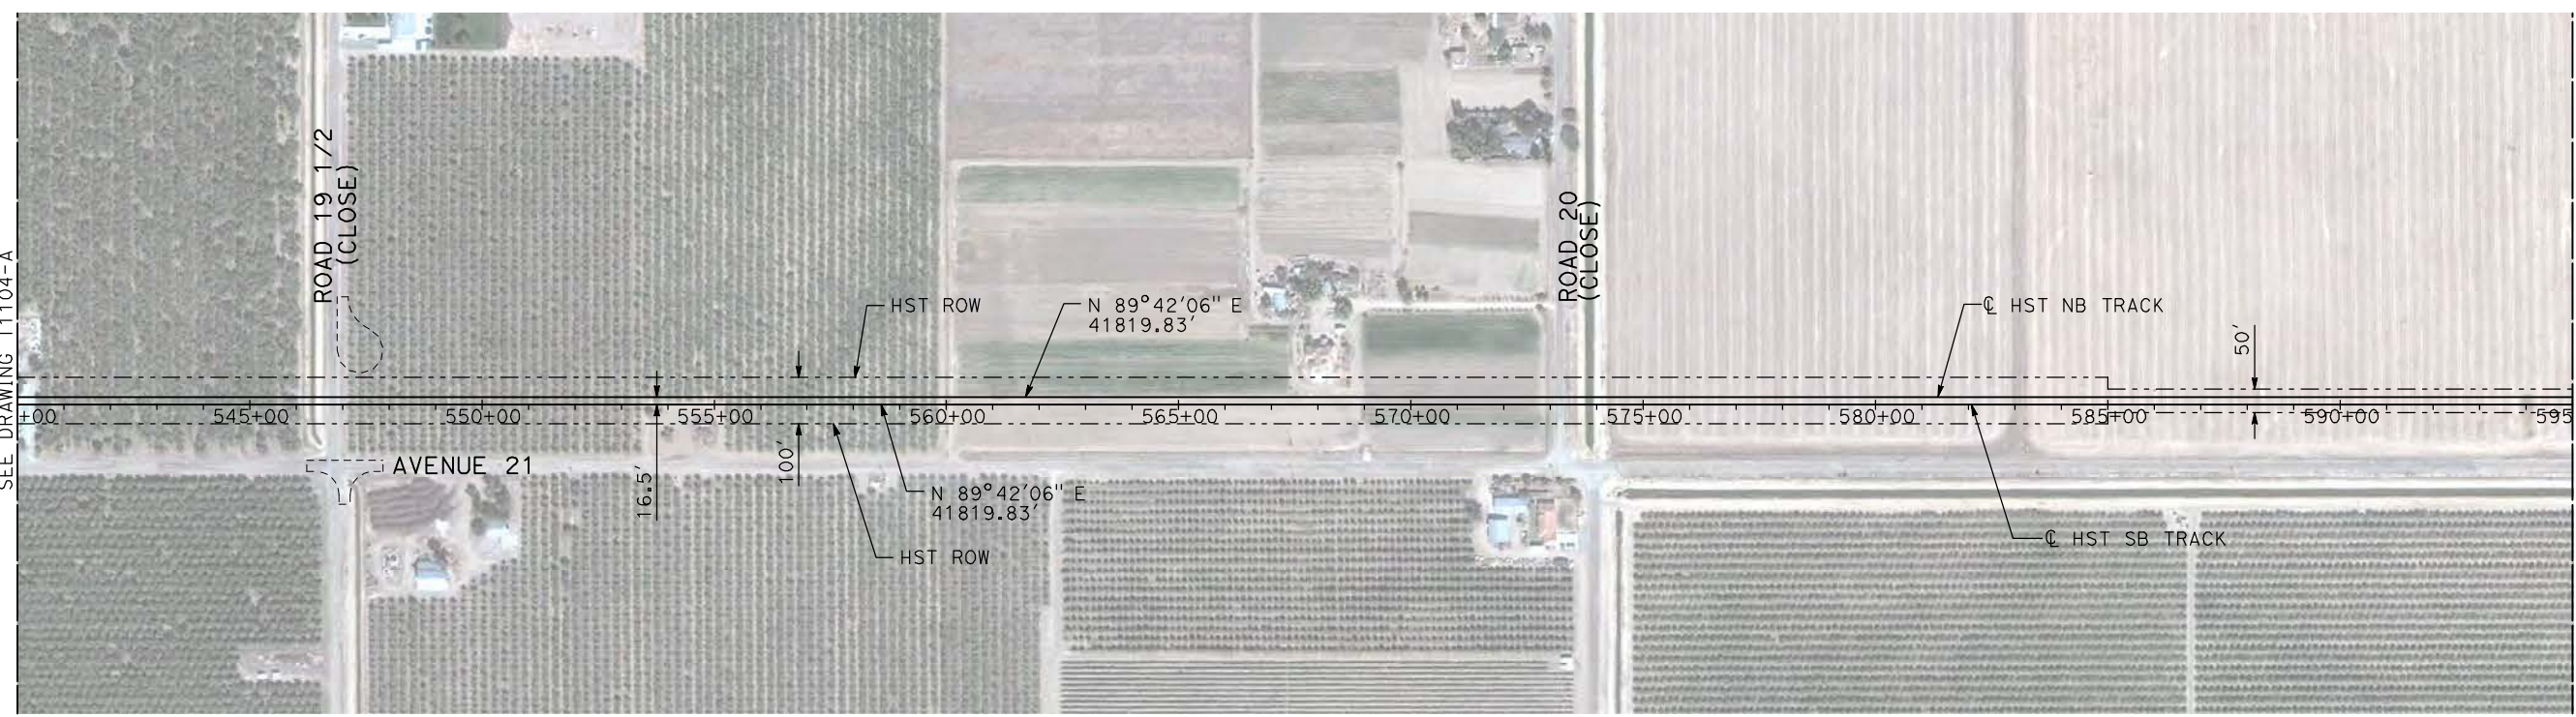 SEE DRAWING T1104-A
ROAD 19 1/2
(CLOSE)
ROAD 20
(CLOSE)
HST ROW
N 89°42'06" E
41819.83'
℄ HST NB TRACK
50'
+00
545+00
550+00
555+00
560+00
565+00
570+00
575+00
580+00
585+00
590+00
595
AVENUE 21
16.5'
100'
N 89°42'06" E
41819.83'
HST ROW
℄ HST SB TRACK